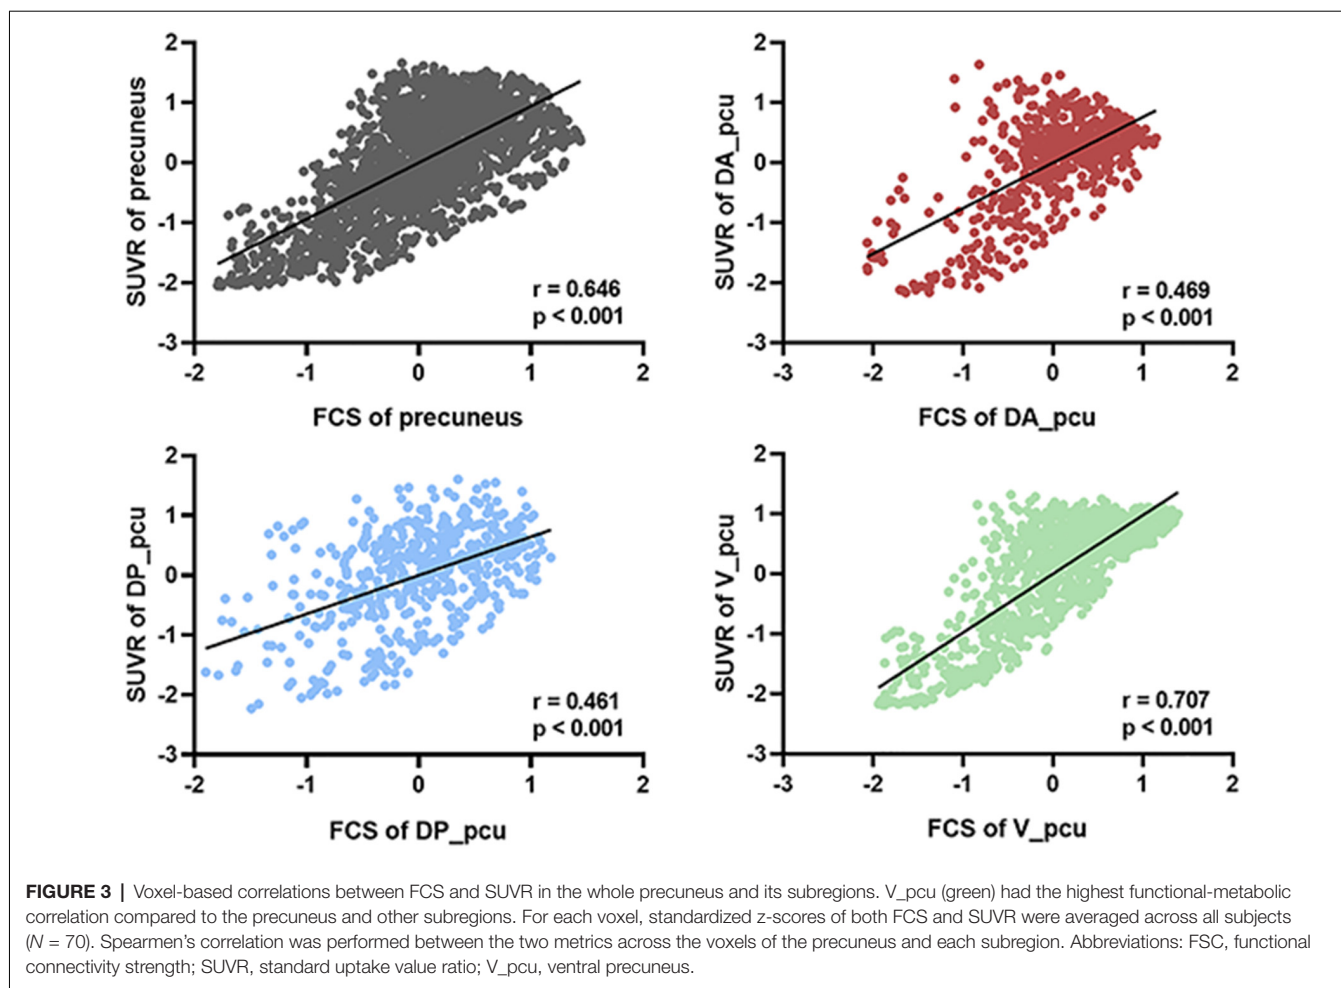 2
1
0
-1
-2
-3
SUVR of precuneus
r = 0.646
p < 0.001
-2 -1 0 1 2
FCS of precuneus
2
1
0
-1
-2
-3
SUVR of DA_pcu
r = 0.469
p < 0.001
-3 -2 -1 0 1 2
FCS of DA_pcu
2
1
0
-1
-2
-3
SUVR of DP_pcu
r = 0.461
p < 0.001
-2 -1 0 1 2
FCS of DP_pcu
2
1
0
-1
-2
-3
SUVR of V_pcu
r = 0.707
p < 0.001
-3 -2 -1 0 1 2
FCS of V_pcu
FIGURE 3 | Voxel-based correlations between FCS and SUVR in the whole precuneus and its subregions. V_pcu (green) had the highest functional-metabolic
correlation compared to the precuneus and other subregions. For each voxel, standardized z-scores of both FCS and SUVR were averaged across all subjects
(N = 70). Spearmen’s correlation was performed between the two metrics across the voxels of the precuneus and each subregion. Abbreviations: FSC, functional
connectivity strength; SUVR, standard uptake value ratio; V_pcu, ventral precuneus.